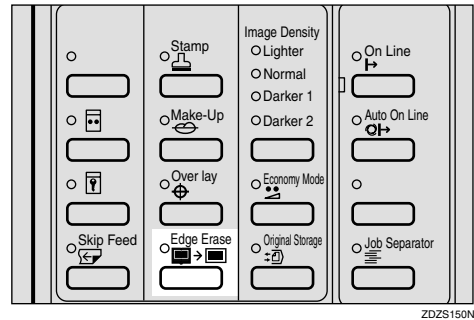 Stamp
Image Density
Lighter
Normal
Darker 1
Darker 2
On Line
Make-Up
Auto On Line
Over lay
Economy Mode
Skip Feed
Edge Erase
Original Storage
Job Separator
ZDZS150N